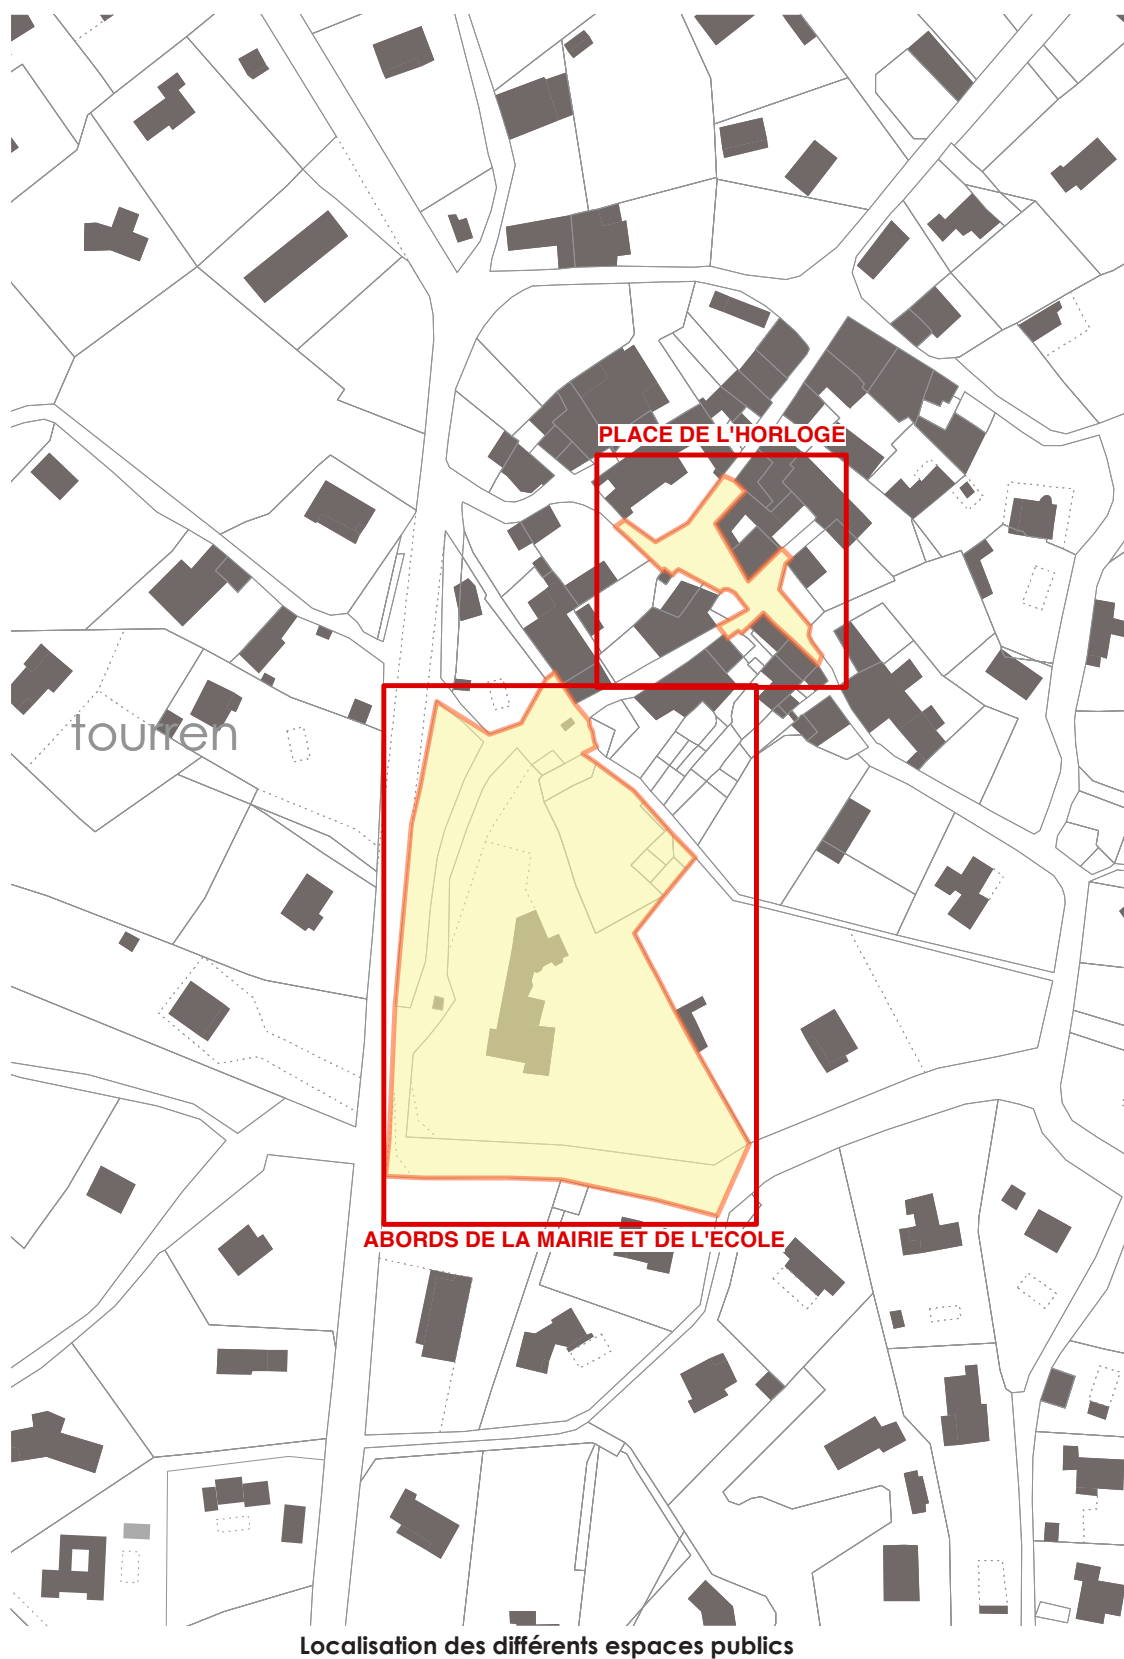 PLACE DE L'HORLOGE
tourren
ABORDS DE LA MAIRIE ET DE L'ECOLE
Localisation des différents espaces publics